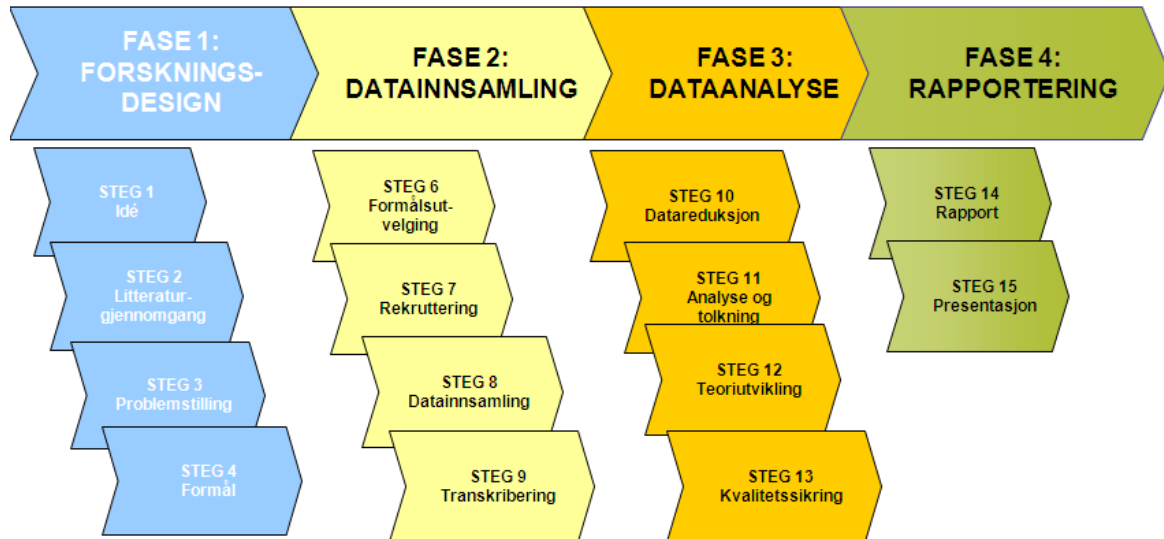 FASE 1:
FORSKNINGS-
DESIGN
FASE 2:
DATAINNSAMLING
FASE 3:
DATAANALYSE
FASE 4:
RAPPORTERING
STEG 1
Idé
STEG 2
Litteratur-
gjennomgang
STEG 3
Problemstilling
STEG 4
Formål
STEG 6
Formålsut-
velging
STEG 7
Rekruttering
STEG 8
Datainnsamling
STEG 9
Transkribering
STEG 10
Datareduksjon
STEG 11
Analyse og
tolkning
STEG 12
Teoriutvikling
STEG 13
Kvalitetssikring
STEG 14
Rapport
STEG 15
Presentasjon